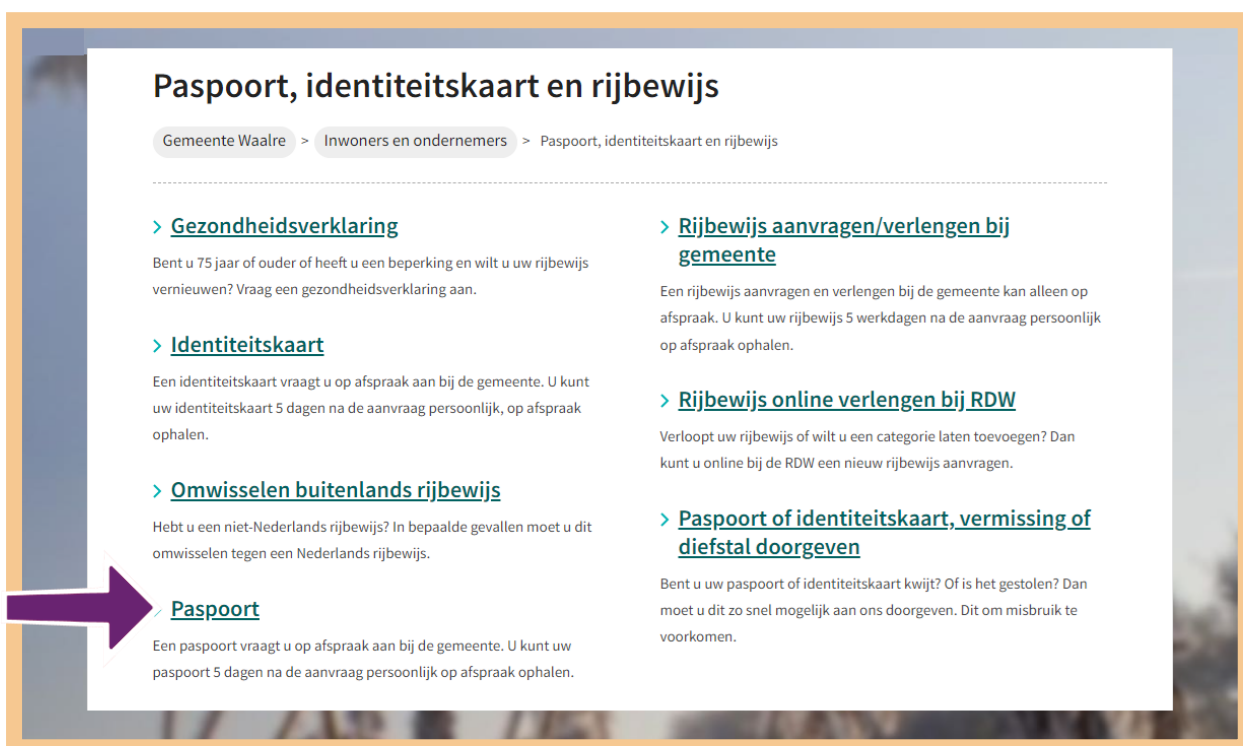 Paspoort, identiteitskaart en rijbewijs
Gemeente Waalre > Inwoners en ondernemers > Paspoort, identiteitskaart en rijbewijs
> Gezondheidsverklaring
Bent u 75 jaar of ouder of heeft u een beperking en wilt u uw rijbewijs
vernieuwen? Vraag een gezondheidsverklaring aan.
> Identiteitskaart
Een identiteitskaart vraagt u op afspraak aan bij de gemeente. U kunt
uw identiteitskaart 5 dagen na de aanvraag persoonlijk, op afspraak
ophalen.
> Omwisselen buitenlands rijbewijs
Hebt u een niet-Nederlands rijbewijs? In bepaalde gevallen moet u dit
omwisselen tegen een Nederlands rijbewijs.
Paspoort
Een paspoort vraagt u op afspraak aan bij de gemeente. U kunt uw
paspoort 5 dagen na de aanvraag persoonlijk op afspraak ophalen.
> Rijbewijs aanvragen/verlengen bij
gemeente
Een rijbewijs aanvragen en verlengen bij de gemeente kan alleen op
afspraak. U kunt uw rijbewijs 5 werkdagen na de aanvraag persoonlijk
op afspraak ophalen.
> Rijbewijs online verlengen bij RDW
Verloopt uw rijbewijs of wilt u een categorie laten toevoegen? Dan
kunt u online bij de RDW een nieuw rijbewijs aanvragen.
> Paspoort of identiteitskaart, vermissing of
diefstal doorgeven
Bent u uw paspoort of identiteitskaart kwijt? Of is het gestolen? Dan
moet u dit zo snel mogelijk aan ons doorgeven. Dit om misbruik te
voorkomen.